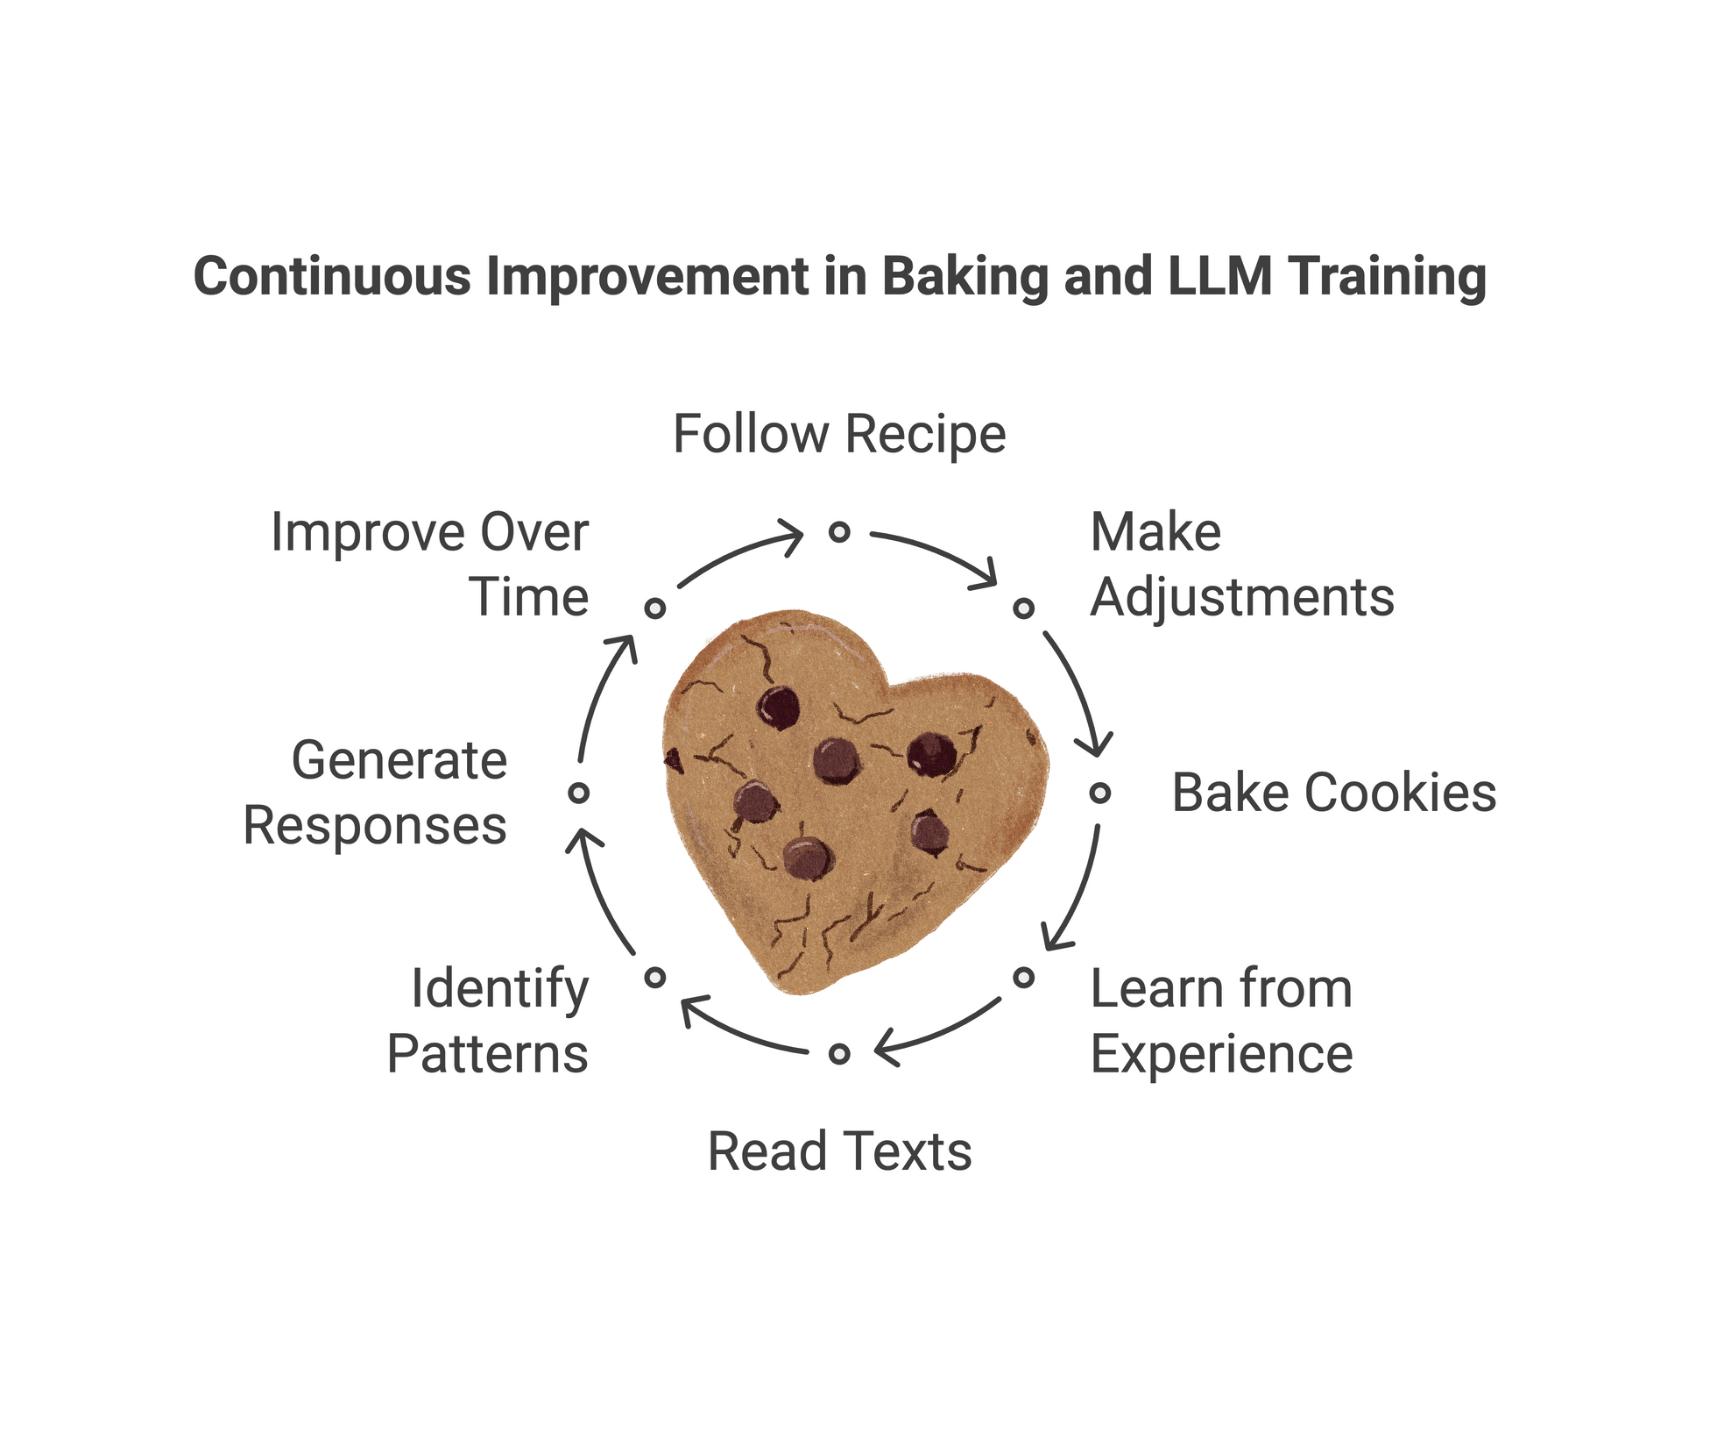 Continuous Improvement in Baking and LLM Training
Follow Recipe
Make
Adjustments
Bake Cookies
Learn from
Experience
Read Texts
Identify
Patterns
Generate
Responses
Improve Over
Time